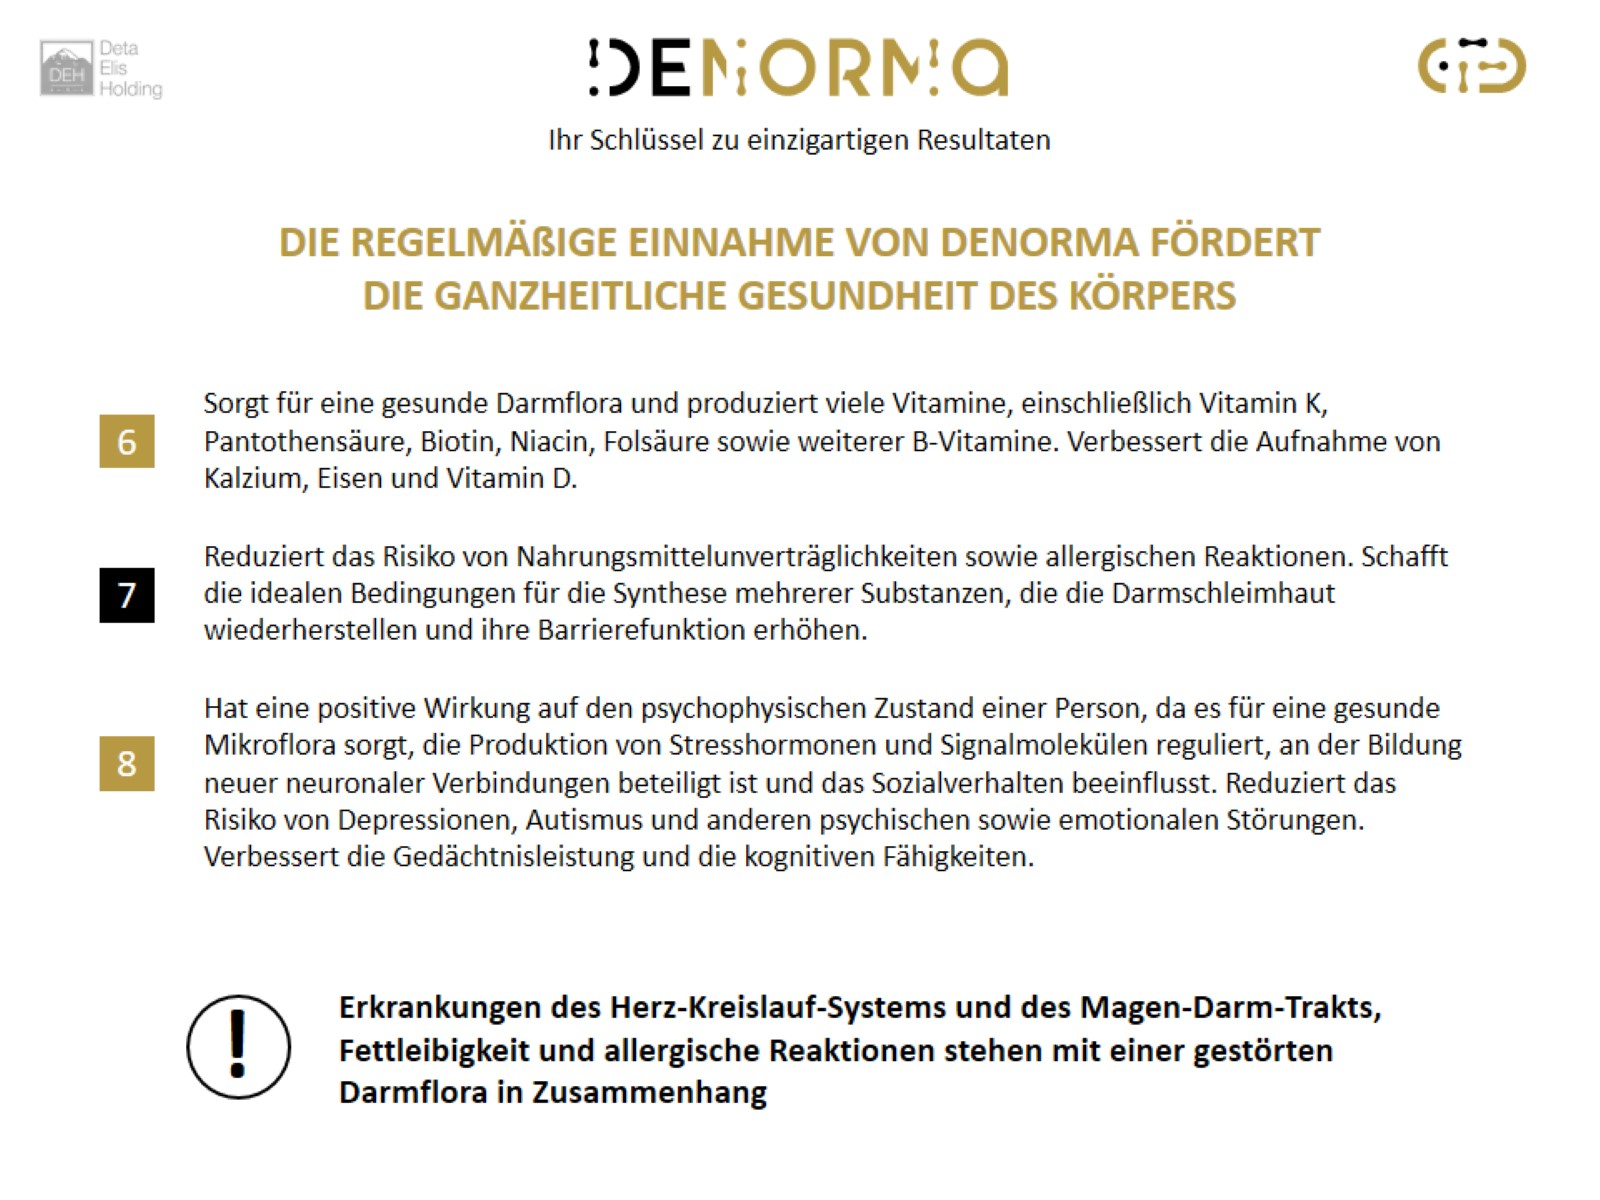 Deta
Elis
Holding
DEH
DENORMA
Ihr Schlüssel zu einzigartigen Resultaten
DIE REGELMÄßIGE EINNAHME VON DENORMA FÖRDERT
DIE GANZHEITLICHE GESUNDHEIT DES KÖRPERS
6
Sorgt für eine gesunde Darmflora und produziert viele Vitamine, einschließlich Vitamin K,
Pantothensäure, Biotin, Niacin, Folsäure sowie weiterer B-Vitamine. Verbessert die Aufnahme von
Kalzium, Eisen und Vitamin D.
7
Reduziert das Risiko von Nahrungsmittelunverträglichkeiten sowie allergischen Reaktionen. Schafft
die idealen Bedingungen für die Synthese mehrerer Substanzen, die die Darmschleimhaut
wiederherstellen und ihre Barrierefunktion erhöhen.
8
Hat eine positive Wirkung auf den psychophysischen Zustand einer Person, da es für eine gesunde
Mikroflora sorgt, die Produktion von Stresshormonen und Signalmolekülen reguliert, an der Bildung
neuer neuronaler Verbindungen beteiligt ist und das Sozialverhalten beeinflusst. Reduziert das
Risiko von Depressionen, Autismus und anderen psychischen sowie emotionalen Störungen.
Verbessert die Gedächtnisleistung und die kognitiven Fähigkeiten.
!
Erkrankungen des Herz-Kreislauf-Systems und des Magen-Darm-Trakts,
Fettleibigkeit und allergische Reaktionen stehen mit einer gestörten
Darmflora in Zusammenhang